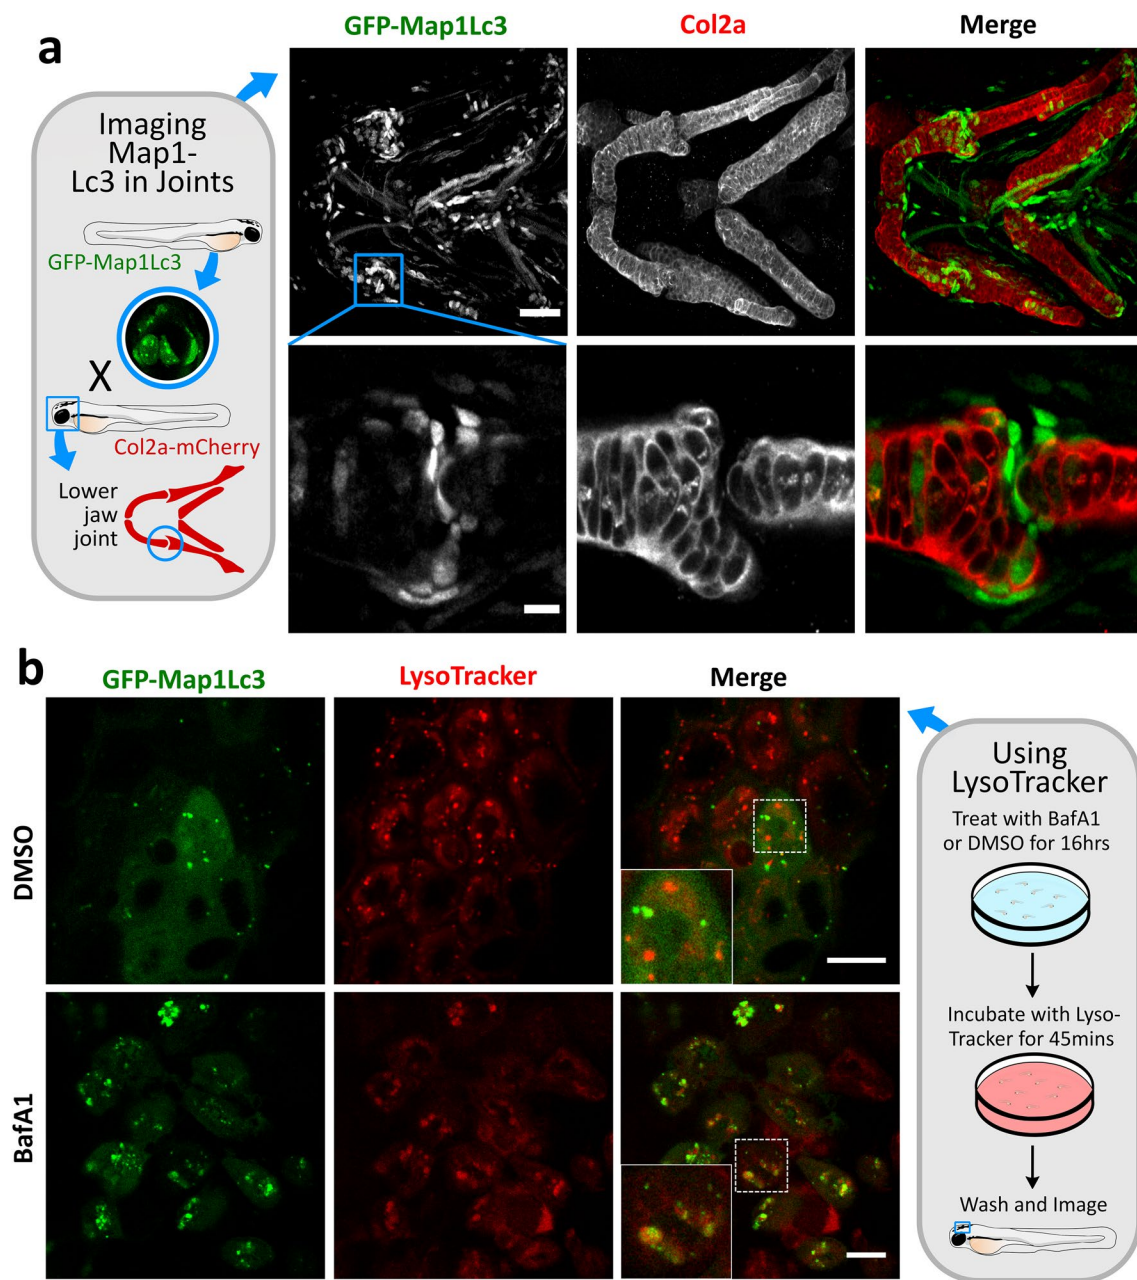 a
GFP-Map1Lc3
Col2a
Merge
Imaging
Map1-
Lc3 in Joints
GFP-Map1Lc3
X
Col2a-mCherry
Lower
jaw
joint
b
GFP-Map1Lc3
LysoTracker
Merge
DMSO
BafA1
Using
LysoTracker
Treat with BafA1
or DMSO for 16hrs
Incubate with Lyso-
Tracker for 45mins
Wash and Image